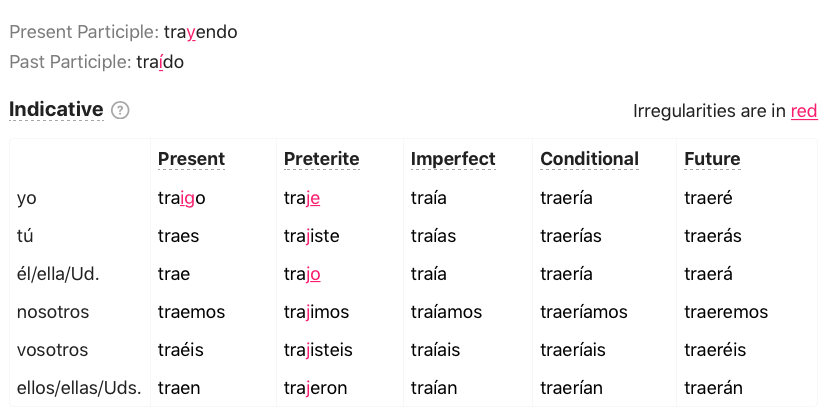 Present Participle: trayendo
Past Participle: traído
Indicative ? Irregularities are in red
Present Preterite Imperfect Conditional Future
yo traigo traje traía traería traeré
tú traes trajiste traías traerías traerás
él/ella/Ud. trae trajo traía traería traerá
nosotros traemos trajimos traíamos traeríamos traeremos
vosotros traéis trajisteis traíais traeríais traeréis
ellos/ellas/Uds. traen trajeron traían traerían traerán